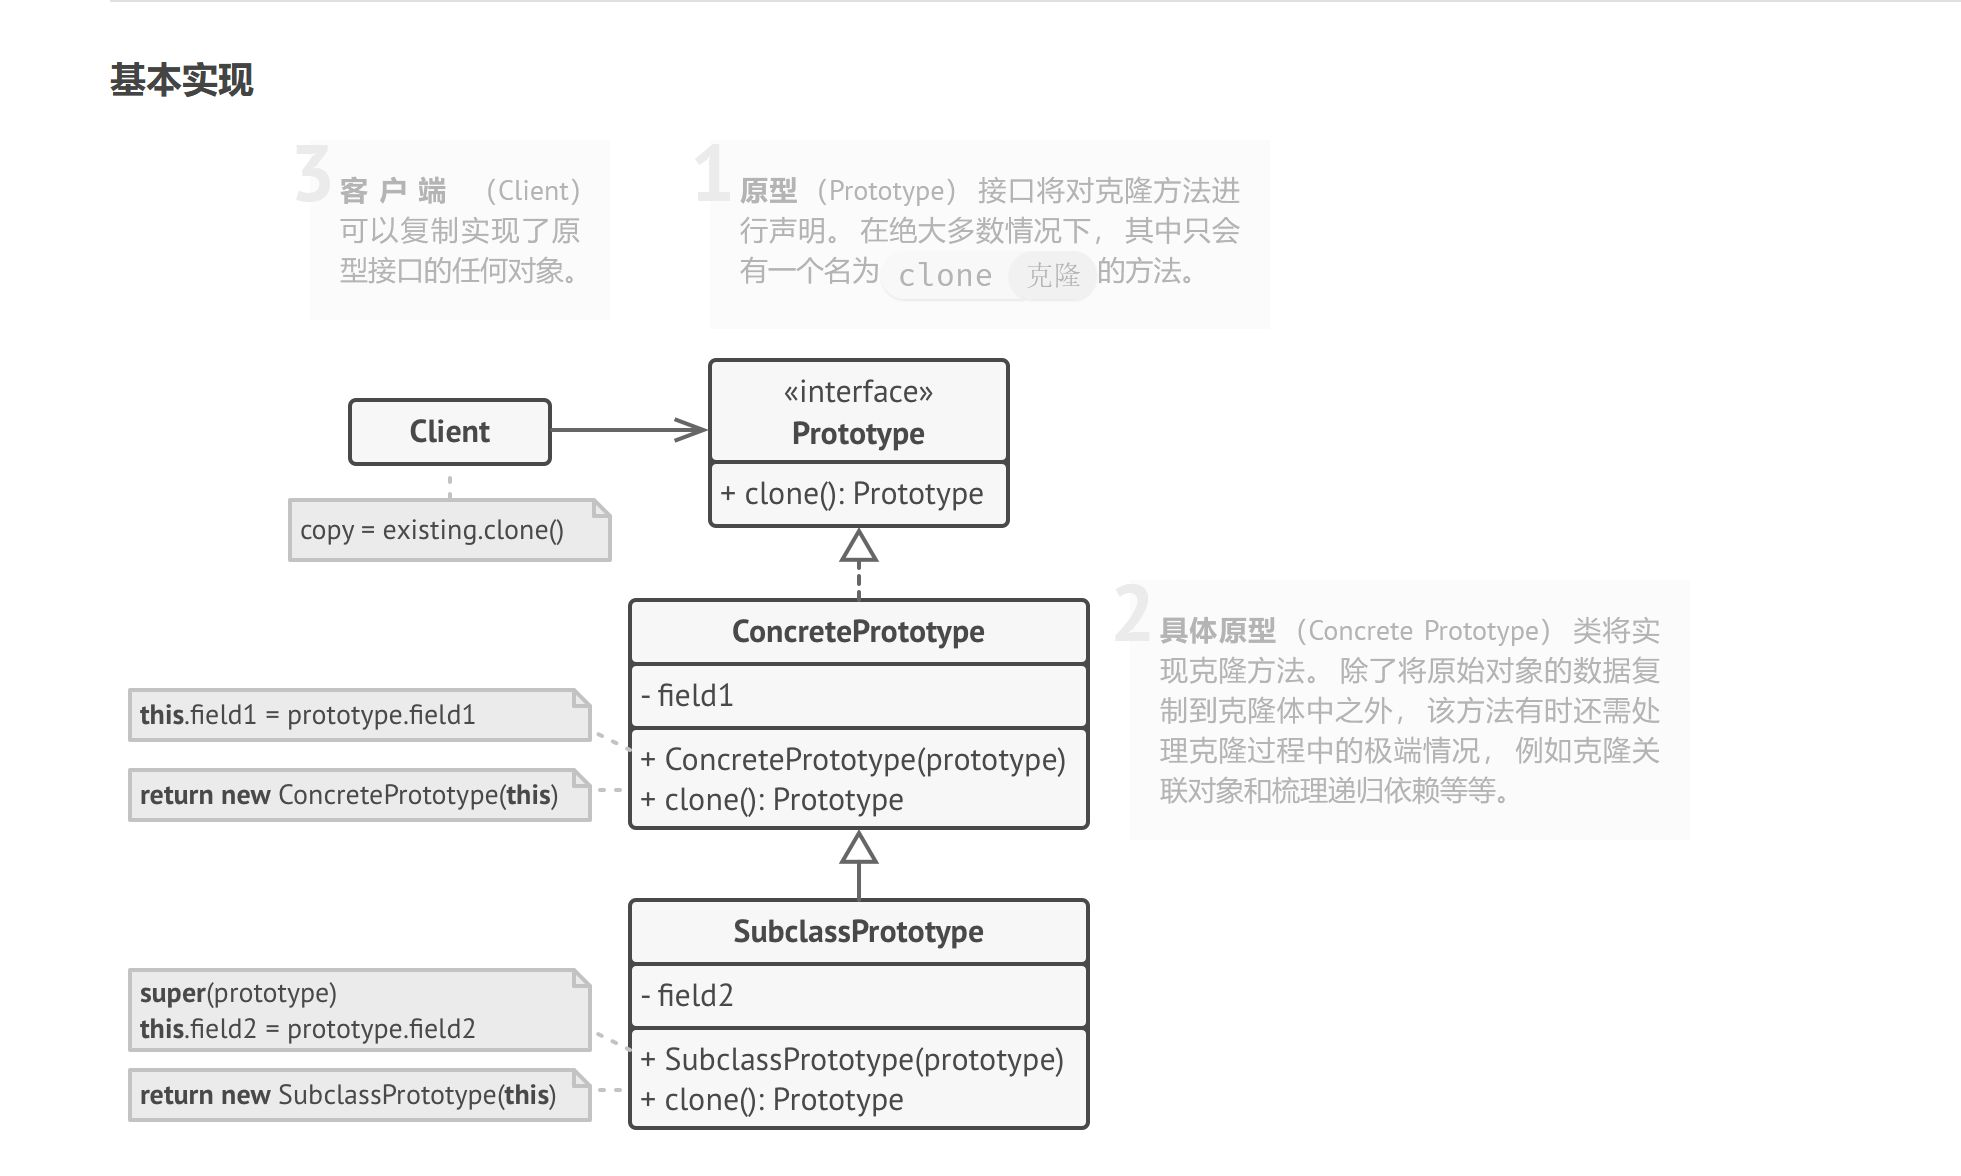 基本实现
3
客户端 （Client）
可以复制实现了原
型接口的任何对象。
1
原型 （Prototype） 接口将对克隆方法进
行声明。 在绝大多数情况下， 其中只会
有一个名为 clone 克隆 的方法。
Client
copy = existing.clone()
«interface»
Prototype
+ clone(): Prototype
2
具体原型 （Concrete Prototype） 类将实
现克隆方法。 除了将原始对象的数据复
制到克隆体中之外， 该方法有时还需处
理克隆过程中的极端情况， 例如克隆关
联对象和梳理递归依赖等等。
ConcretePrototype
- field1
+ ConcretePrototype(prototype)
+ clone(): Prototype
this.field1 = prototype.field1
return new ConcretePrototype(this)
SubclassPrototype
- field2
+ SubclassPrototype(prototype)
+ clone(): Prototype
super(prototype)
this.field2 = prototype.field2
return new SubclassPrototype(this)